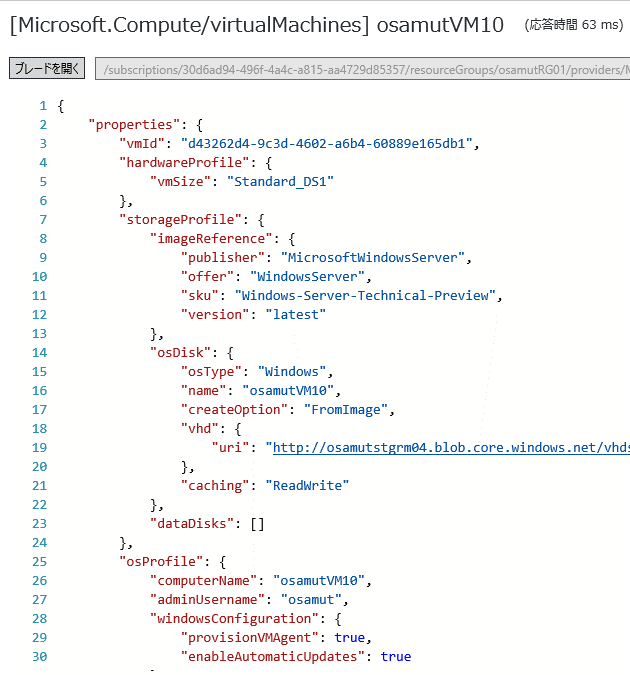 [Microsoft.Compute/virtualMachines] osamutVM10 (応答時間 63 ms)
ブレードを開く /subscriptions/30d6ad94-496f-4a4c-a815-aa4729d85357/resourceGroups/osamutRG01/providers/M
1 {
2 "properties": {
3 "vmId": "d43262d4-9c3d-4602-a6b4-60889e165db1",
4 "hardwareProfile": {
5 "vmSize": "Standard_DS1"
6 },
7 "storageProfile": {
8 "imageReference": {
9 "publisher": "MicrosoftWindowsServer",
10 "offer": "WindowsServer",
11 "sku": "Windows-Server-Technical-Preview",
12 "version": "latest"
13 },
14 "osDisk": {
15 "osType": "Windows",
16 "name": "osamutVM10",
17 "createOption": "FromImage",
18 "vhd": {
19 "uri": "http://osamutstgrm04.blob.core.windows.net/vhds
20 },
21 "caching": "ReadWrite"
22 },
23 "dataDisks": []
24 },
25 "osProfile": {
26 "computerName": "osamutVM10",
27 "adminUsername": "osamut",
28 "windowsConfiguration": {
29 "provisionVMAgent": true,
30 "enableAutomaticUpdates": true